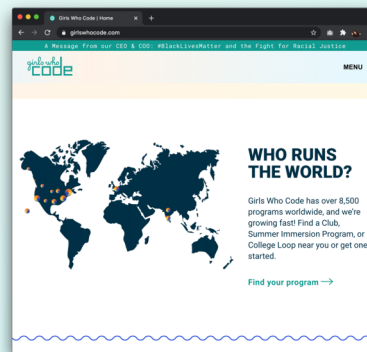 Girls Who Code | Home
girlswhocode.com
A Message from our CEO & COO: #BlackLivesMatter and the Fight for Racial Justice
girls who
CODE
MENU
WHO RUNS
THE WORLD?
Girls Who Code has over 8,500
programs worldwide, and we're
growing fast! Find a Club,
Summer Immersion Program, or
College Loop near you or get one
started.
Find your program →